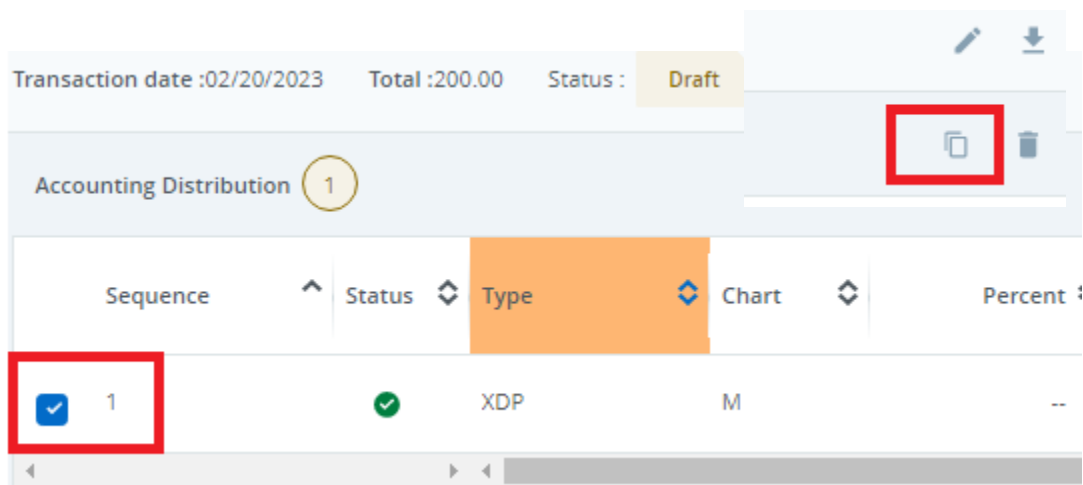 Transaction date :02/20/2023 Total :200.00 Status : Draft
Accounting Distribution 1
Sequence Status Type Chart Percent
1 XDP M --